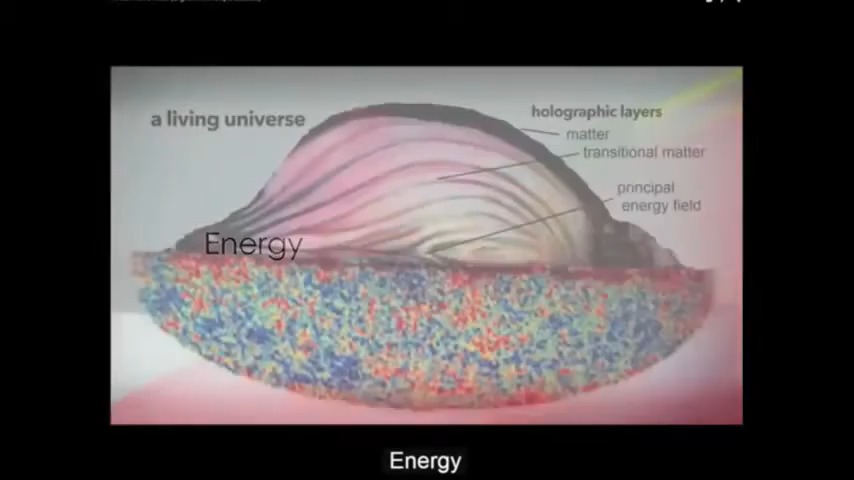 a living universe
holographic layers
matter
transitional matter
principal
energy field
Energy
Energy